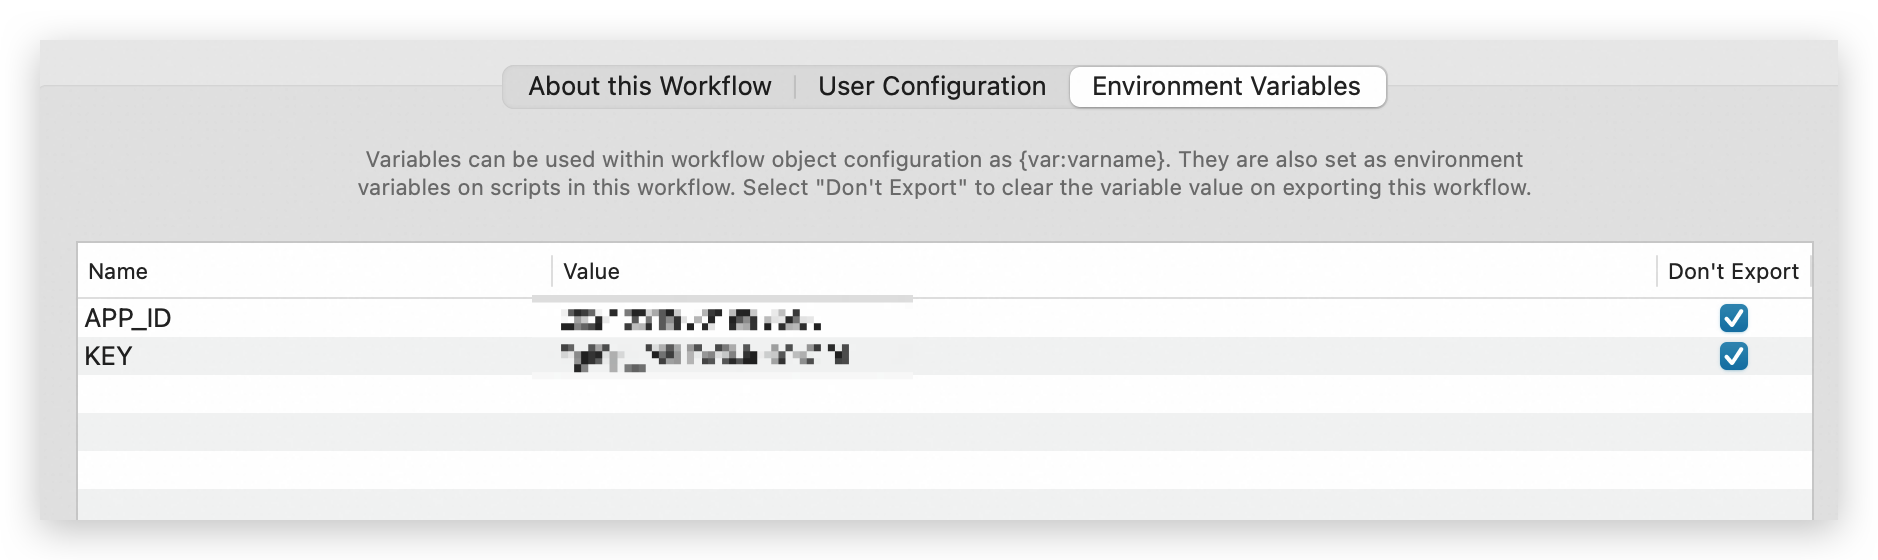 About this Workflow
User Configuration
Environment Variables
Variables can be used within workflow object configuration as {var:varname}. They are also set as environment
variables on scripts in this workflow. Select "Don't Export" to clear the variable value on exporting this workflow.
Name
Value
Don't Export
APP_ID
KEY